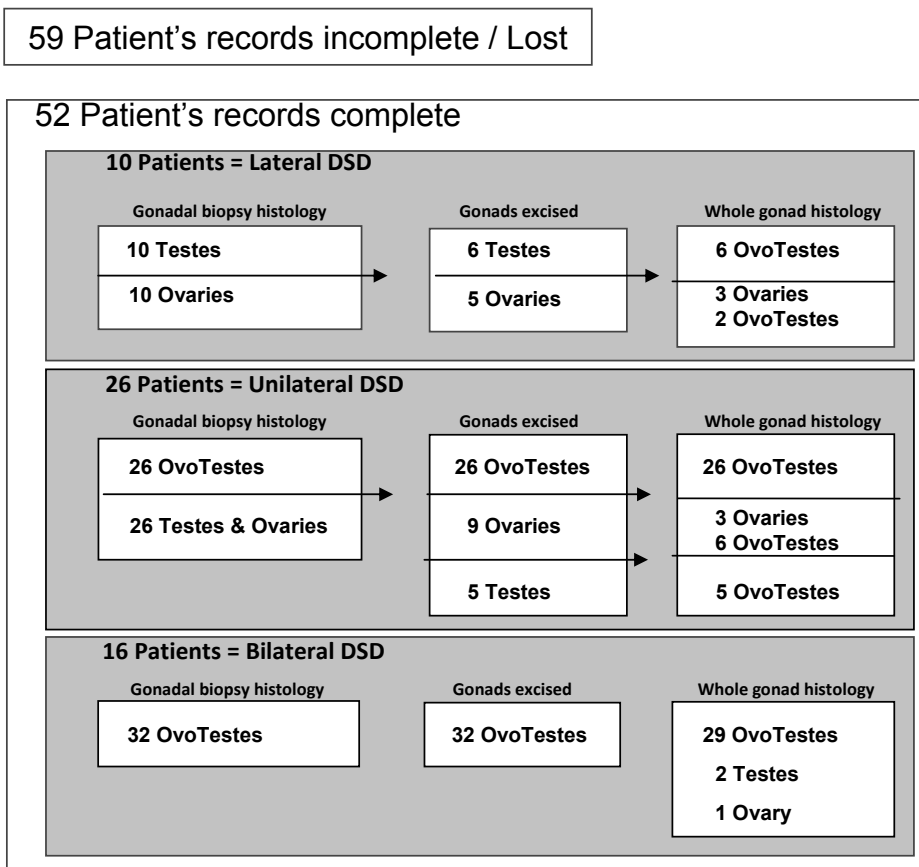 59 Patient's records incomplete / Lost
52 Patient's records complete
10 Patients = Lateral DSD
Gonadal biopsy histology
10 Testes
10 Ovaries
Gonads excised
6 Testes
5 Ovaries
Whole gonad histology
6 OvoTestes
3 Ovaries
2 OvoTestes
26 Patients = Unilateral DSD
Gonadal biopsy histology
26 OvoTestes
26 Testes & Ovaries
Gonads excised
26 OvoTestes
9 Ovaries
5 Testes
Whole gonad histology
26 OvoTestes
3 Ovaries
6 OvoTestes
5 OvoTestes
16 Patients = Bilateral DSD
Gonadal biopsy histology
32 OvoTestes
Gonads excised
32 OvoTestes
Whole gonad histology
29 OvoTestes
2 Testes
1 Ovary